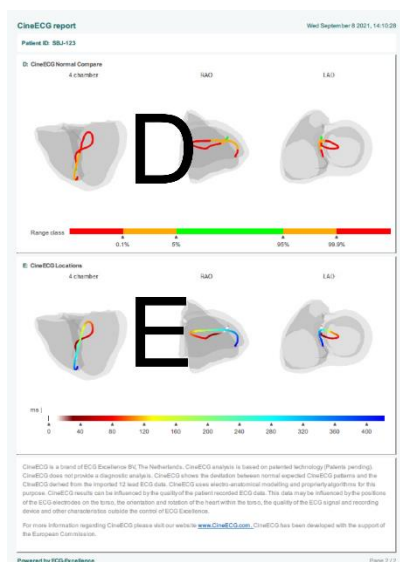 CineECG report
Wed September 8 2021, 14:10:28
Patient ID: SBJ-123
D: CineECG Normal Compare
4 chamber RAO LAO
D
Range class
0.1% 5% 95% 99.9%
E: CineECG Locations
4 chamber RAO LAO
E
ms |
0 40 80 120 160 200 240 280 320 360 400
CineECG is a brand of ECG Excellence BV, The Netherlands. CineECG analysis is based on patented technology (Patents pending).
CineECG does not provide a diagnostic analysis. CineECG shows the deviation between normal expected CineECG patterns and the
CineECG derived from the imported 12 lead ECG data. CineECG uses electro-anatomical modelling and propriety algorithms for this
purpose. CineECG results can be influenced by the quality of the patient recorded ECG data. This data may be influenced by the positions
of the ECG electrodes on the torso, the orientation and rotation of the heart within the torso, the quality of the ECG signal and recording
device and other characteristics outside the control of ECG Excellence.
For more information regarding CineECG please visit our website www.CineECG.com. CineECG has been developed with the support of
the European Commission.
Powered by ECG-Excellence
Page 2 / 2